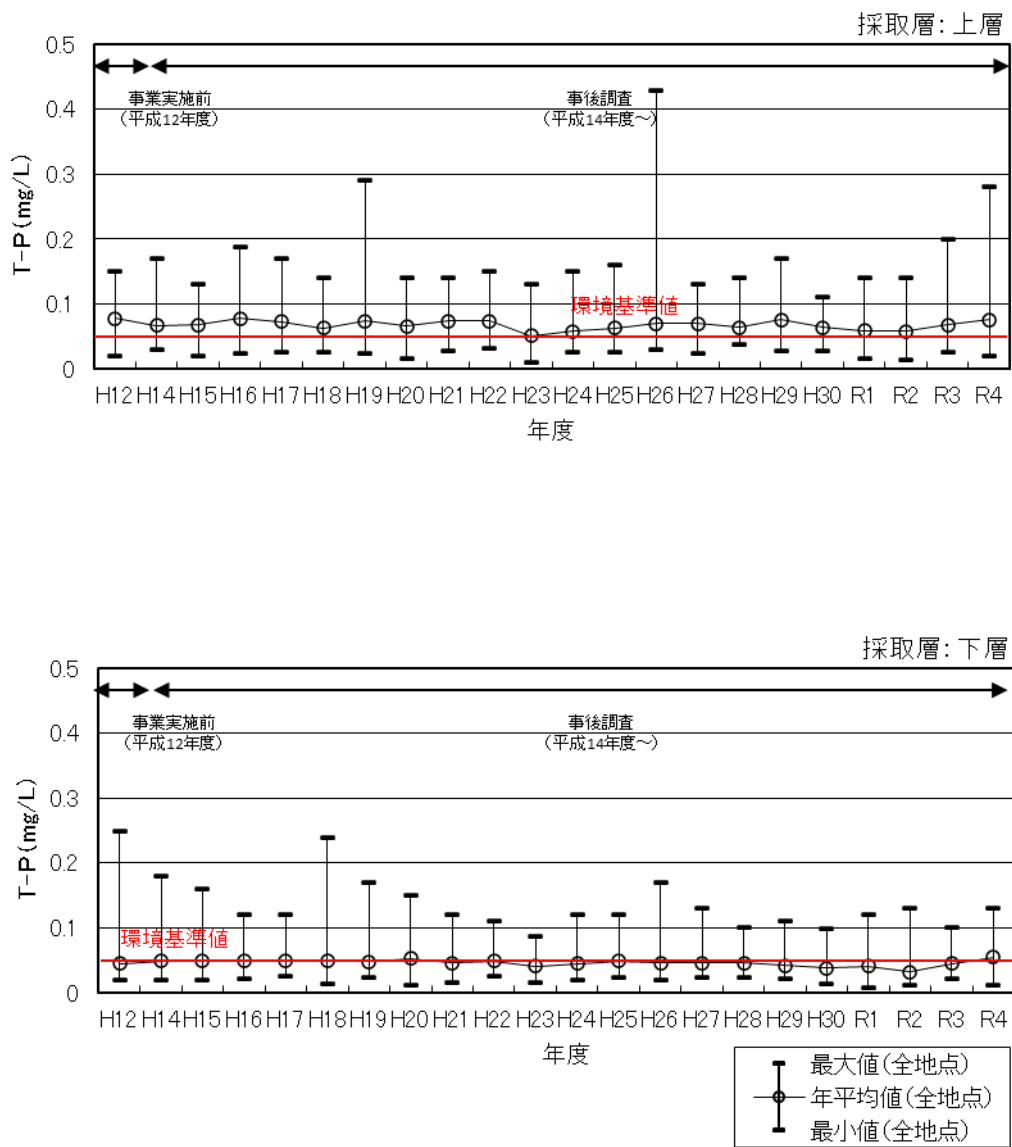 採取層：上層
0.5
0.4
0.3
0.2
0.1
0
T-P(mg/L)
事業実施前
（平成12年度）
事後調査
（平成14年度～）
環境基準値
H12 H14 H15 H16 H17 H18 H19 H20 H21 H22 H23 H24 H25 H26 H27 H28 H29 H30 R1 R2 R3 R4
年度
採取層：下層
0.5
0.4
0.3
0.2
0.1
0
T-P(mg/L)
事業実施前
（平成12年度）
事後調査
（平成14年度～）
環境基準値
H12 H14 H15 H16 H17 H18 H19 H20 H21 H22 H23 H24 H25 H26 H27 H28 H29 H30 R1 R2 R3 R4
年度
最大値(全地点)
年平均値(全地点)
最小値(全地点)